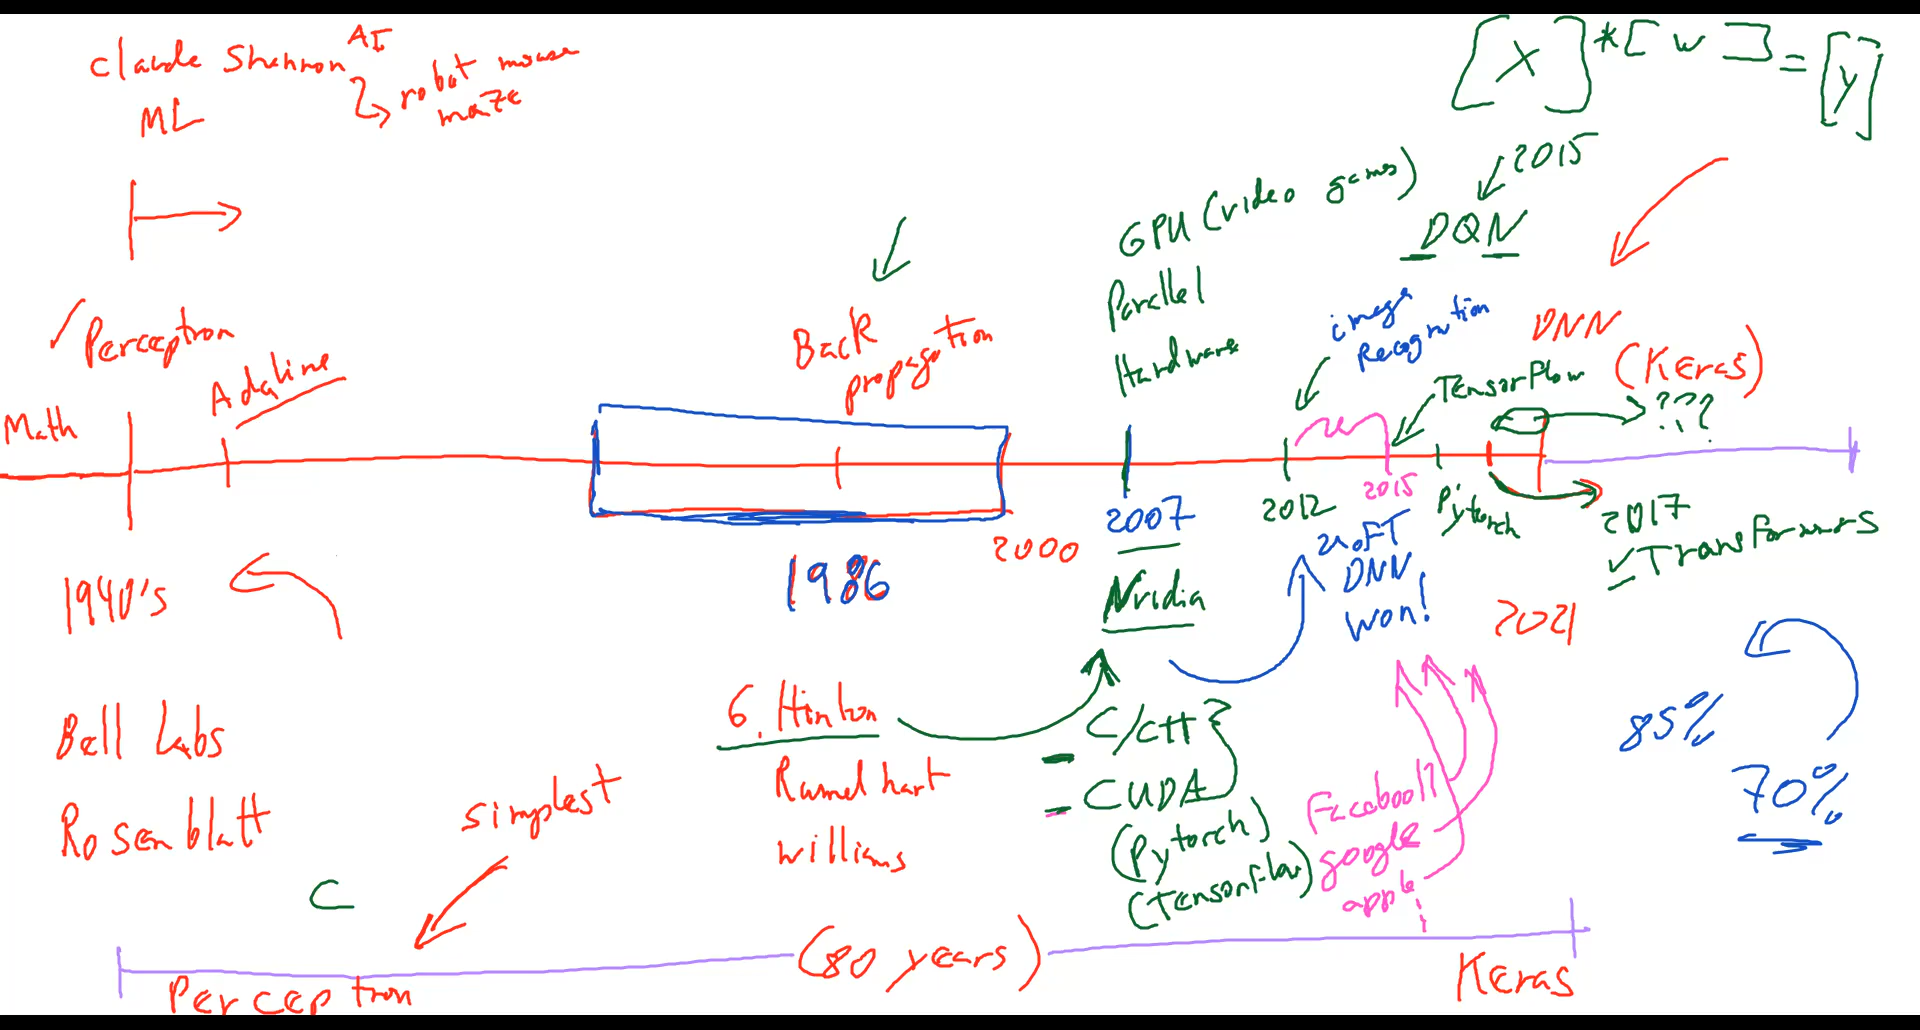 Claude Shannon AI
robot mouse
maze
ML
[X] * [W] = [y]
2015
GPU (video games)
DQN
Parallel
Hardware
image
Recognition
DNN
(Keras)
TensorFlow
???
Perceptron
Adaline
Back
propagation
Math
1940's
1986
2000
2007
2012
2015
Pytorch
2017
Transformers
Nvidia
DNN
won!
2021
Bell Labs
Rosenblatt
G. Hinton
Rumelhart
williams
C/C++
CUDA
(Pytorch)
(TensorFlow)
Facebook
google
apple
85%
70%
simplest
C
Perceptron
(80 years)
Keras